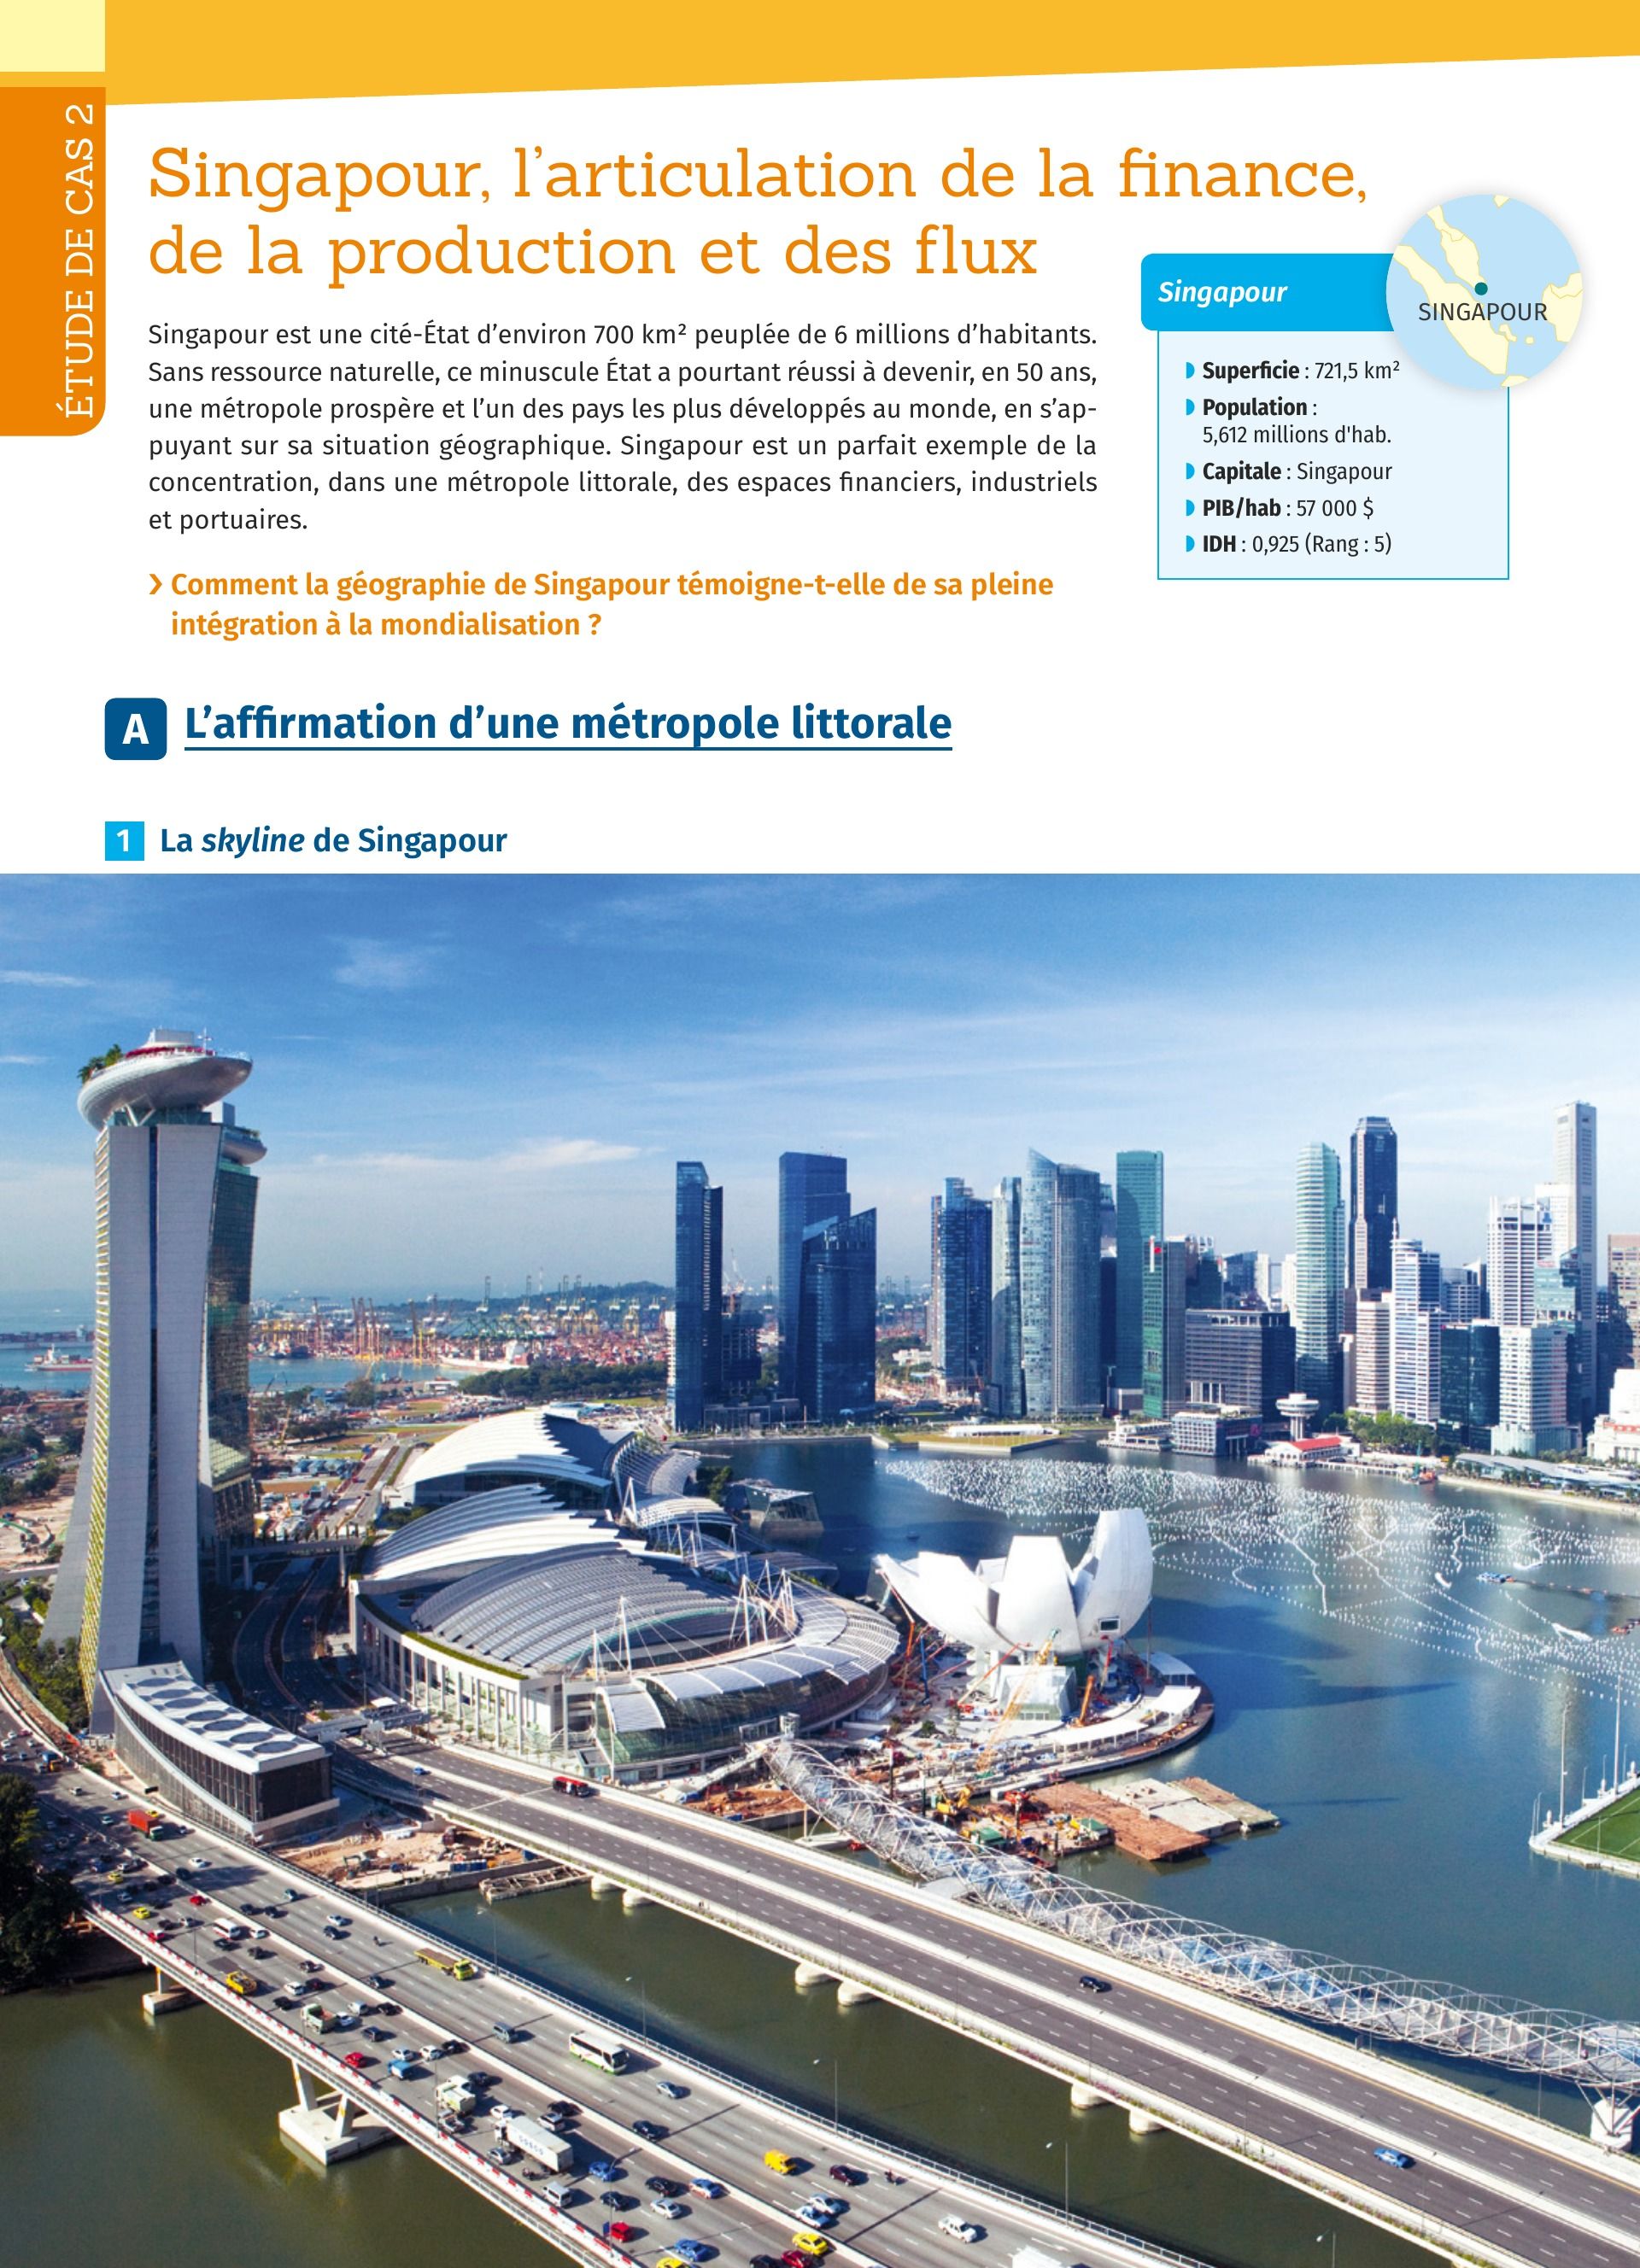 ÉTUDE DE CAS 2
Singapour, l’articulation de la finance,
de la production et des flux
Singapour est une cité-État d’environ 700 km² peuplée de 6 millions d’habitants.
Sans ressource naturelle, ce minuscule État a pourtant réussi à devenir, en 50 ans,
une métropole prospère et l’un des pays les plus développés au monde, en s’ap-
puyant sur sa situation géographique. Singapour est un parfait exemple de la
concentration, dans une métropole littorale, des espaces financiers, industriels
et portuaires.
› Comment la géographie de Singapour témoigne-t-elle de sa pleine
intégration à la mondialisation ?
Singapour
SINGAPOUR
Superficie : 721,5 km²
Population :
5,612 millions d'hab.
Capitale : Singapour
PIB/hab : 57 000 $
IDH : 0,925 (Rang : 5)
A L’affirmation d’une métropole littorale
1 La skyline de Singapour